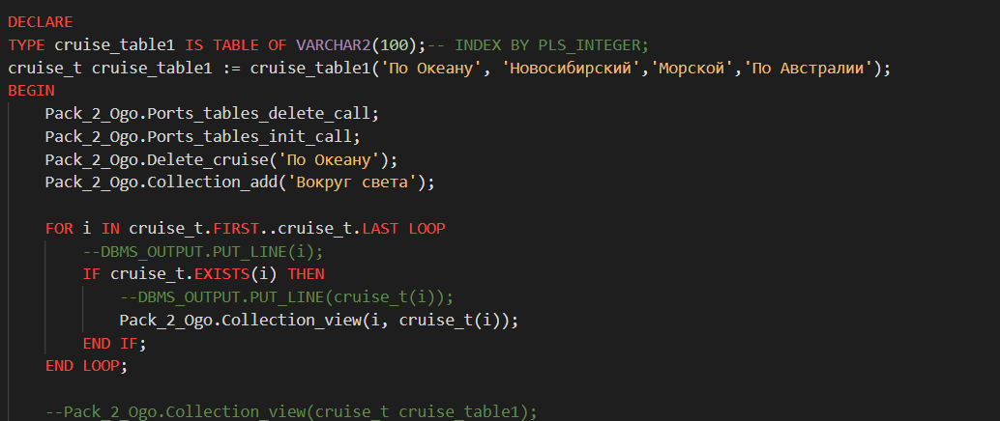 DECLARE
TYPE cruise_table1 IS TABLE OF VARCHAR2(100);-- INDEX BY PLS_INTEGER;
cruise_t cruise_table1 := cruise_table1('По Океану', 'Новосибирский','Морской','По Австралии');
BEGIN
    Pack_2_Ogo.Ports_tables_delete_call;
    Pack_2_Ogo.Ports_tables_init_call;
    Pack_2_Ogo.Delete_cruise('По Океану');
    Pack_2_Ogo.Collection_add('Вокруг света');

    FOR i IN cruise_t.FIRST..cruise_t.LAST LOOP
        --DBMS_OUTPUT.PUT_LINE(i);
        IF cruise_t.EXISTS(i) THEN
            --DBMS_OUTPUT.PUT_LINE(cruise_t(i));
            Pack_2_Ogo.Collection_view(i, cruise_t(i));
        END IF;
    END LOOP;

    --Pack_2_Ogo.Collection_view(cruise_t cruise_table1);